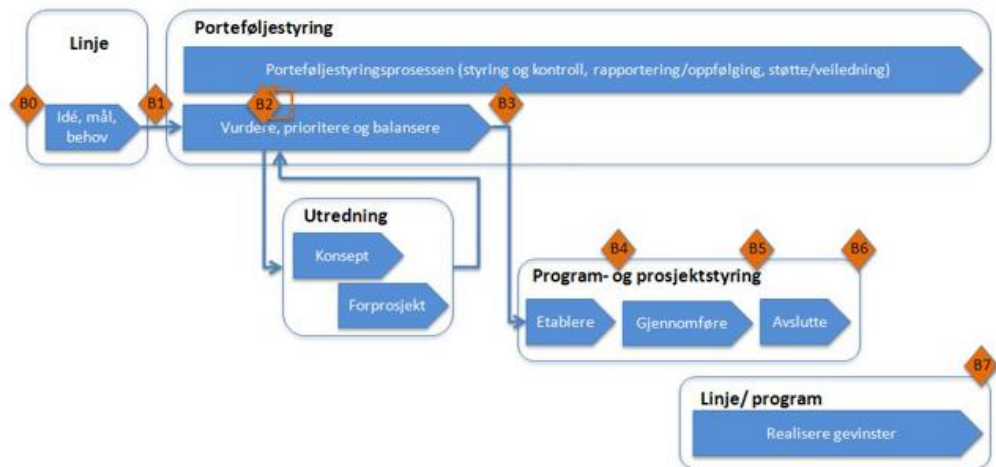 Linje
Porteføljestyring
Porteføljestyringsprosessen (styring og kontroll, rapportering/oppfølging, støtte/veiledning)
B0
B1
B2
B3
Idé, mål,
behov
Vurdere, prioritere og balansere
Utredning
Konsept
Forprosjekt
B4
B5
B6
Program- og prosjektstyring
Etablere
Gjennomføre
Avslutte
B7
Linje/ program
Realisere gevinster